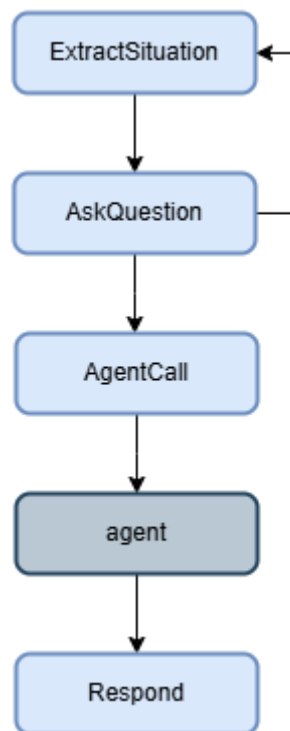 ExtractSituation
AskQuestion
AgentCall
agent
Respond